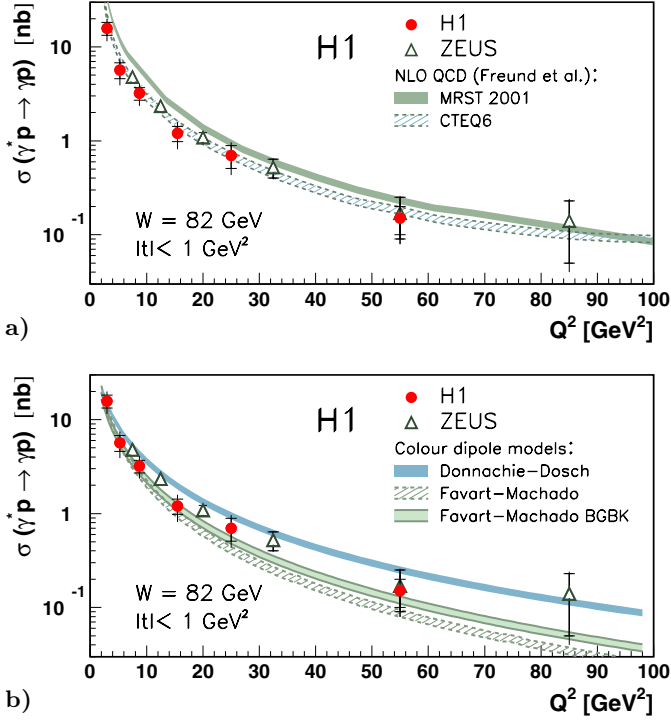 σ (γ* p → γp) [nb]
10
1
10⁻¹
H1
H1
ZEUS
NLO QCD (Freund et al.):
MRST 2001
CTEQ6
W = 82 GeV
|t|< 1 GeV²
0 10 20 30 40 50 60 70 80 90 100
Q² [GeV²]
a)
σ (γ* p → γp) [nb]
10
1
10⁻¹
H1
H1
ZEUS
Colour dipole models:
Donnachie–Dosch
Favart–Machado
Favart–Machado BGBK
W = 82 GeV
|t|< 1 GeV²
0 10 20 30 40 50 60 70 80 90 100
Q² [GeV²]
b)